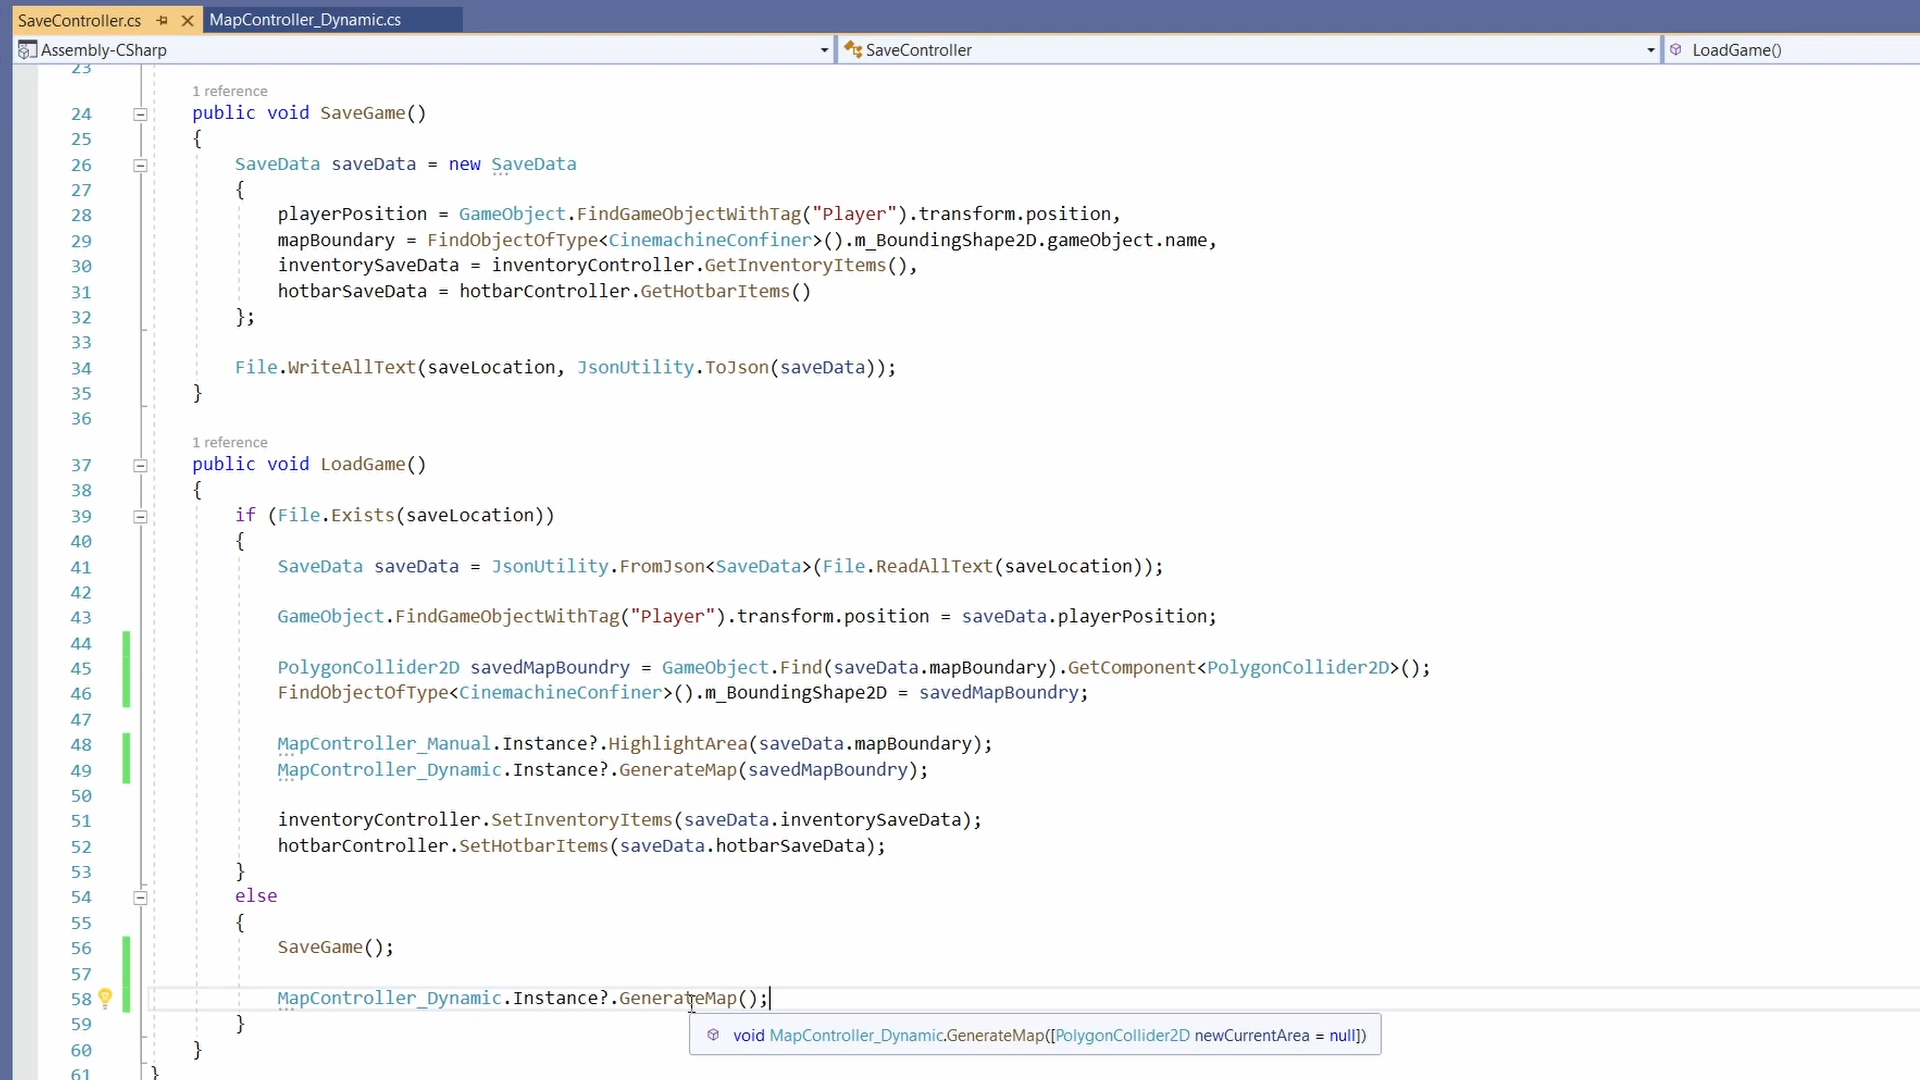 SaveController.cs
MapController_Dynamic.cs
Assembly-CSharp
SaveController
LoadGame()
23
1 reference
24 public void SaveGame()
25 {
26 SaveData saveData = new SaveData
27 {
28 playerPosition = GameObject.FindGameObjectWithTag("Player").transform.position,
29 mapBoundary = FindObjectOfType<CinemachineConfiner>().m_BoundingShape2D.gameObject.name,
30 inventorySaveData = inventoryController.GetInventoryItems(),
31 hotbarSaveData = hotbarController.GetHotbarItems()
32 };
33
34 File.WriteAllText(saveLocation, JsonUtility.ToJson(saveData));
35 }
36
1 reference
37 public void LoadGame()
38 {
39 if (File.Exists(saveLocation))
40 {
41 SaveData saveData = JsonUtility.FromJson<SaveData>(File.ReadAllText(saveLocation));
42
43 GameObject.FindGameObjectWithTag("Player").transform.position = saveData.playerPosition;
44
45 PolygonCollider2D savedMapBoundry = GameObject.Find(saveData.mapBoundary).GetComponent<PolygonCollider2D>();
46 FindObjectOfType<CinemachineConfiner>().m_BoundingShape2D = savedMapBoundry;
47
48 MapController_Manual.Instance?.HighlightArea(saveData.mapBoundary);
49 MapController_Dynamic.Instance?.GenerateMap(savedMapBoundry);
50
51 inventoryController.SetInventoryItems(saveData.inventorySaveData);
52 hotbarController.SetHotbarItems(saveData.hotbarSaveData);
53 }
54 else
55 {
56 SaveGame();
57
58 MapController_Dynamic.Instance?.GenerateMap();
59 }
void MapController_Dynamic.GenerateMap([PolygonCollider2D newCurrentArea = null])
60 }
61 }